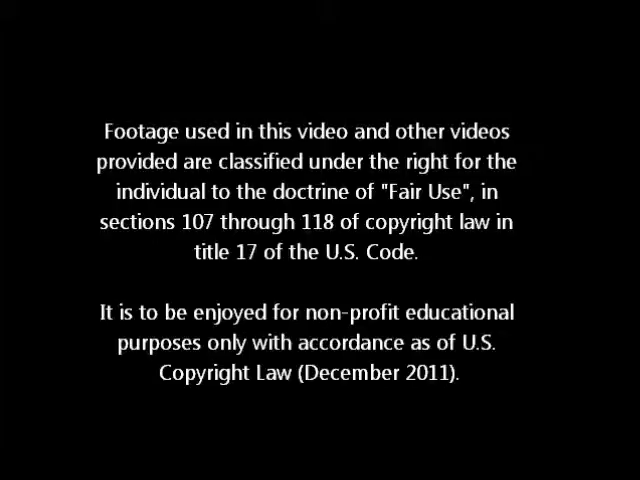 Footage used in this video and other videos
provided are classified under the right for the
individual to the doctrine of "Fair Use", in
sections 107 through 118 of copyright law in
title 17 of the U.S. Code.
It is to be enjoyed for non-profit educational
purposes only with accordance as of U.S.
Copyright Law (December 2011).